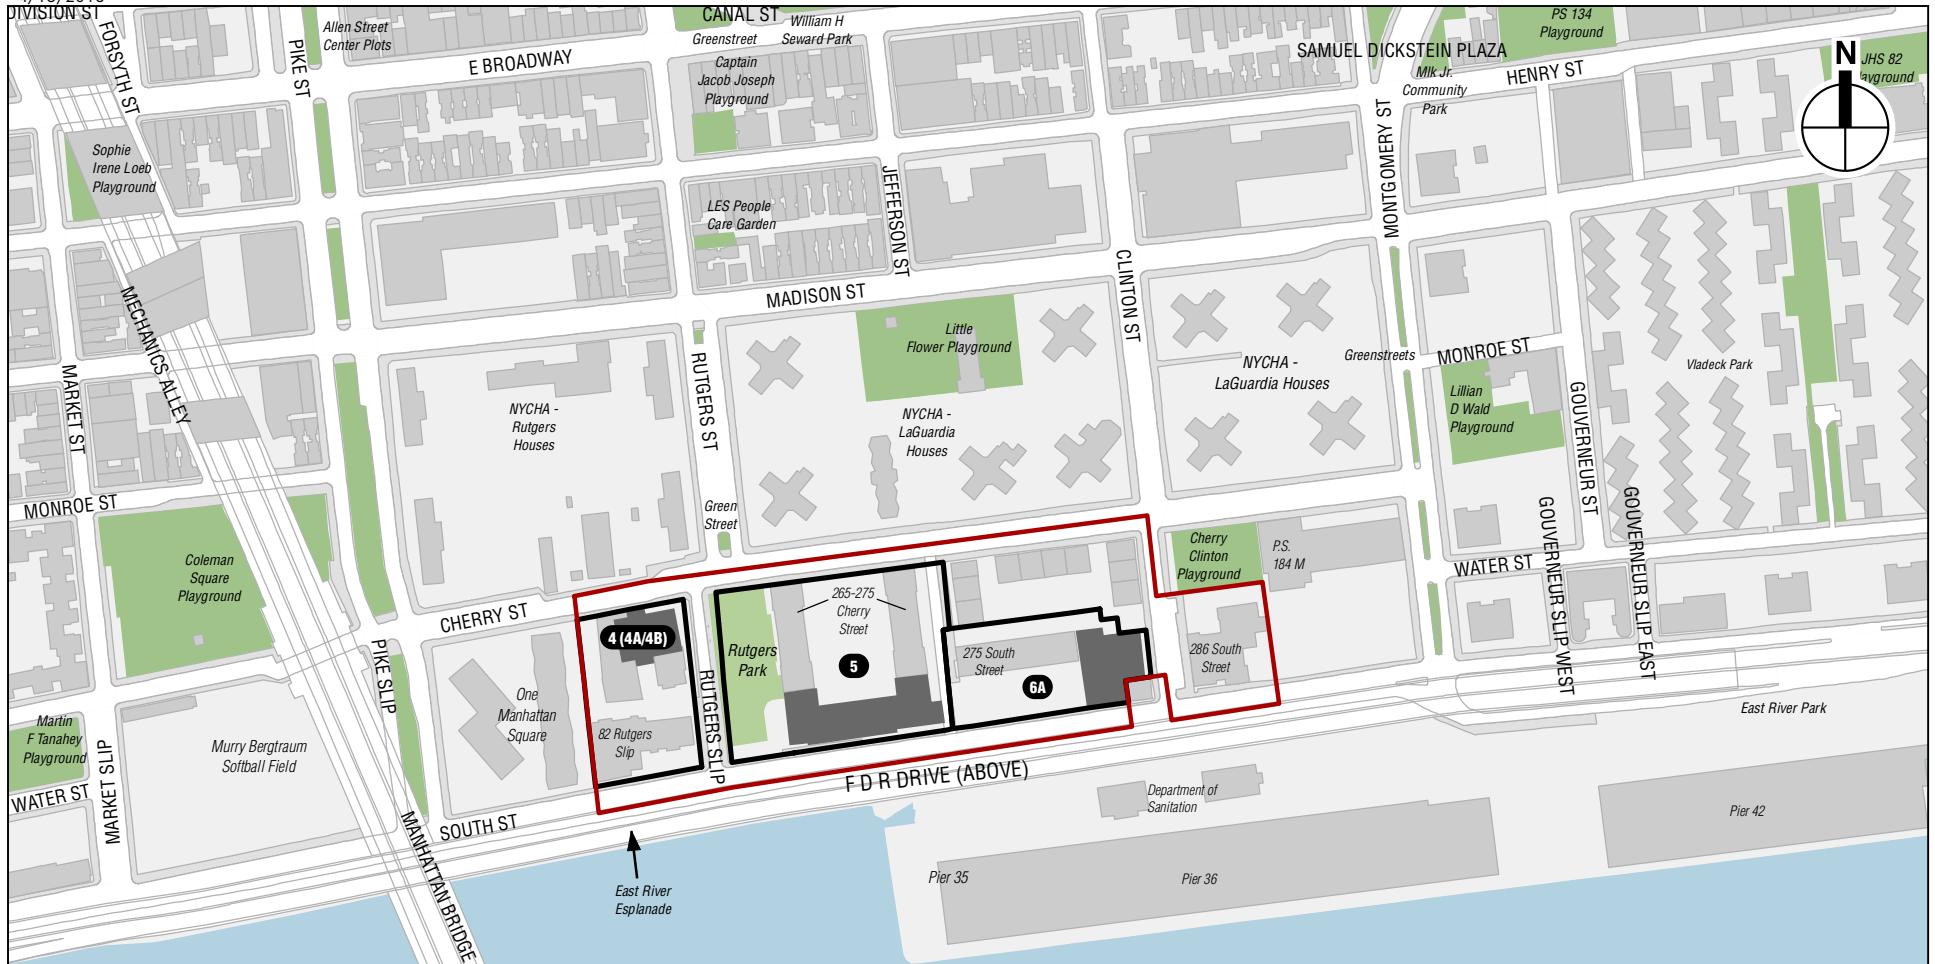 DIVISION ST
FORSYTH ST
PIKE ST
Allen Street
Center Plots
E BROADWAY
CANAL ST
Greenstreet
William H
Seward Park
Captain
Jacob Joseph
Playground
SAMUEL DICKSTEIN PLAZA
PS 134
Playground
HENRY ST
Mlk Jr.
Community
Park
N
JHS 82
Sophie
Irene Loeb
Playground
LES People
Care Garden
JEFFERSON ST
MONTGOMERY ST
CLINTON ST
MADISON ST
MECHANICS ALLEY
MARKET ST
RUTGERS ST
Little
Flower Playground
NYCHA -
LaGuardia Houses
Greenstreets
MONROE ST
Vladeck Park
Lillian
D Wald
Playground
GOUVERNEUR ST
NYCHA -
Rutgers
Houses
NYCHA -
LaGuardia
Houses
MONROE ST
Green
Street
GOUVERNEUR SLIP WEST
GOUVERNEUR SLIP EAST
Coleman
Square
Playground
Cherry
Clinton
Playground
P.S.
184 M
WATER ST
CHERRY ST
4 (4A/4B)
265-275
Cherry
Street
5
Rutgers
Park
275 South
Street
6A
286 South
Street
PIKE SLIP
RUTGERS SLIP
One
Manhattan
Square
82 Rutgers
Slip
East River Park
Martin
F Tanahey
Playground
MARKET SLIP
Murry Bergtraum
Softball Field
WATER ST
F D R DRIVE (ABOVE)
Department of
Sanitation
Pier 42
SOUTH ST
MANHATTAN BRIDGE
East River
Esplanade
Pier 35
Pier 36